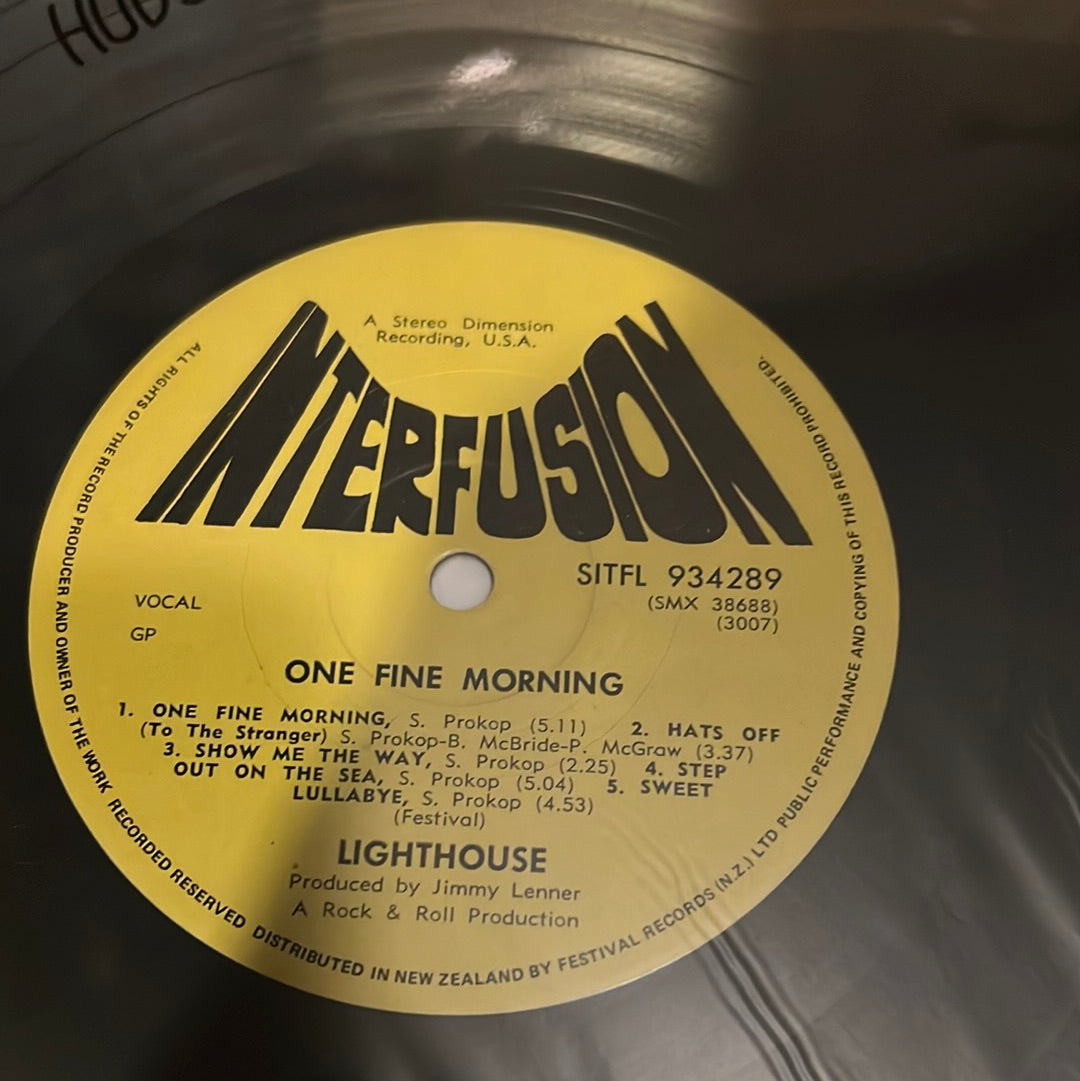 A Stereo Dimension
Recording, U.S.A.
INTERFUSION
SITFL 934289
(SMX 38688)
(3007)
VOCAL
GP
ONE FINE MORNING
1. ONE FINE MORNING, S. Prokop (5.11) 2. HATS OFF
(To The Stranger) S. Prokop-B. McBride-P. McGraw (3.37)
3. SHOW ME THE WAY, S. Prokop (2.25) 4. STEP
OUT ON THE SEA, S. Prokop (5.04) 5. SWEET
LULLABYE, S. Prokop (4.53)
(Festival)
LIGHTHOUSE
Produced by Jimmy Lenner
A Rock & Roll Production
ALL RIGHTS OF THE RECORD PRODUCER AND OWNER OF THE WORK RECORDED RESERVED DISTRIBUTED IN NEW ZEALAND BY FESTIVAL RECORDS (N.Z.) LTD PUBLIC PERFORMANCE AND COPYING OF THIS RECORD PROHIBITED.